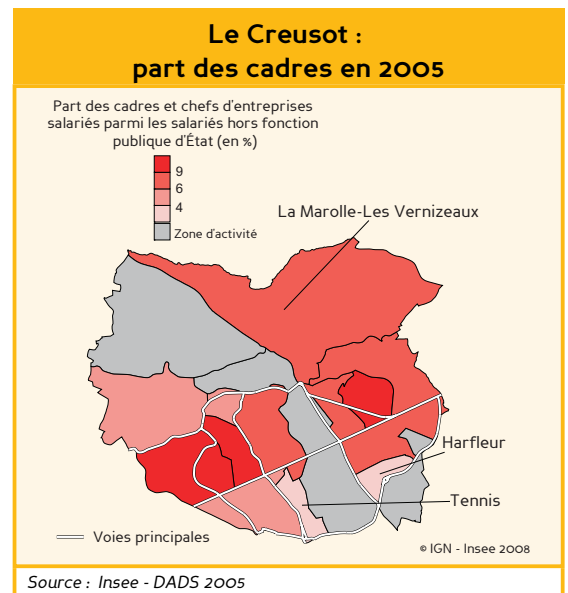 Le Creusot :
part des cadres en 2005
Part des cadres et chefs d'entreprises
salariés parmi les salariés hors fonction
publique d'État (en %)
9
6
4
Zone d'activité
La Marolle-Les Vernizeaux
Harfleur
Tennis
Voies principales
© IGN - Insee 2008
Source : Insee - DADS 2005